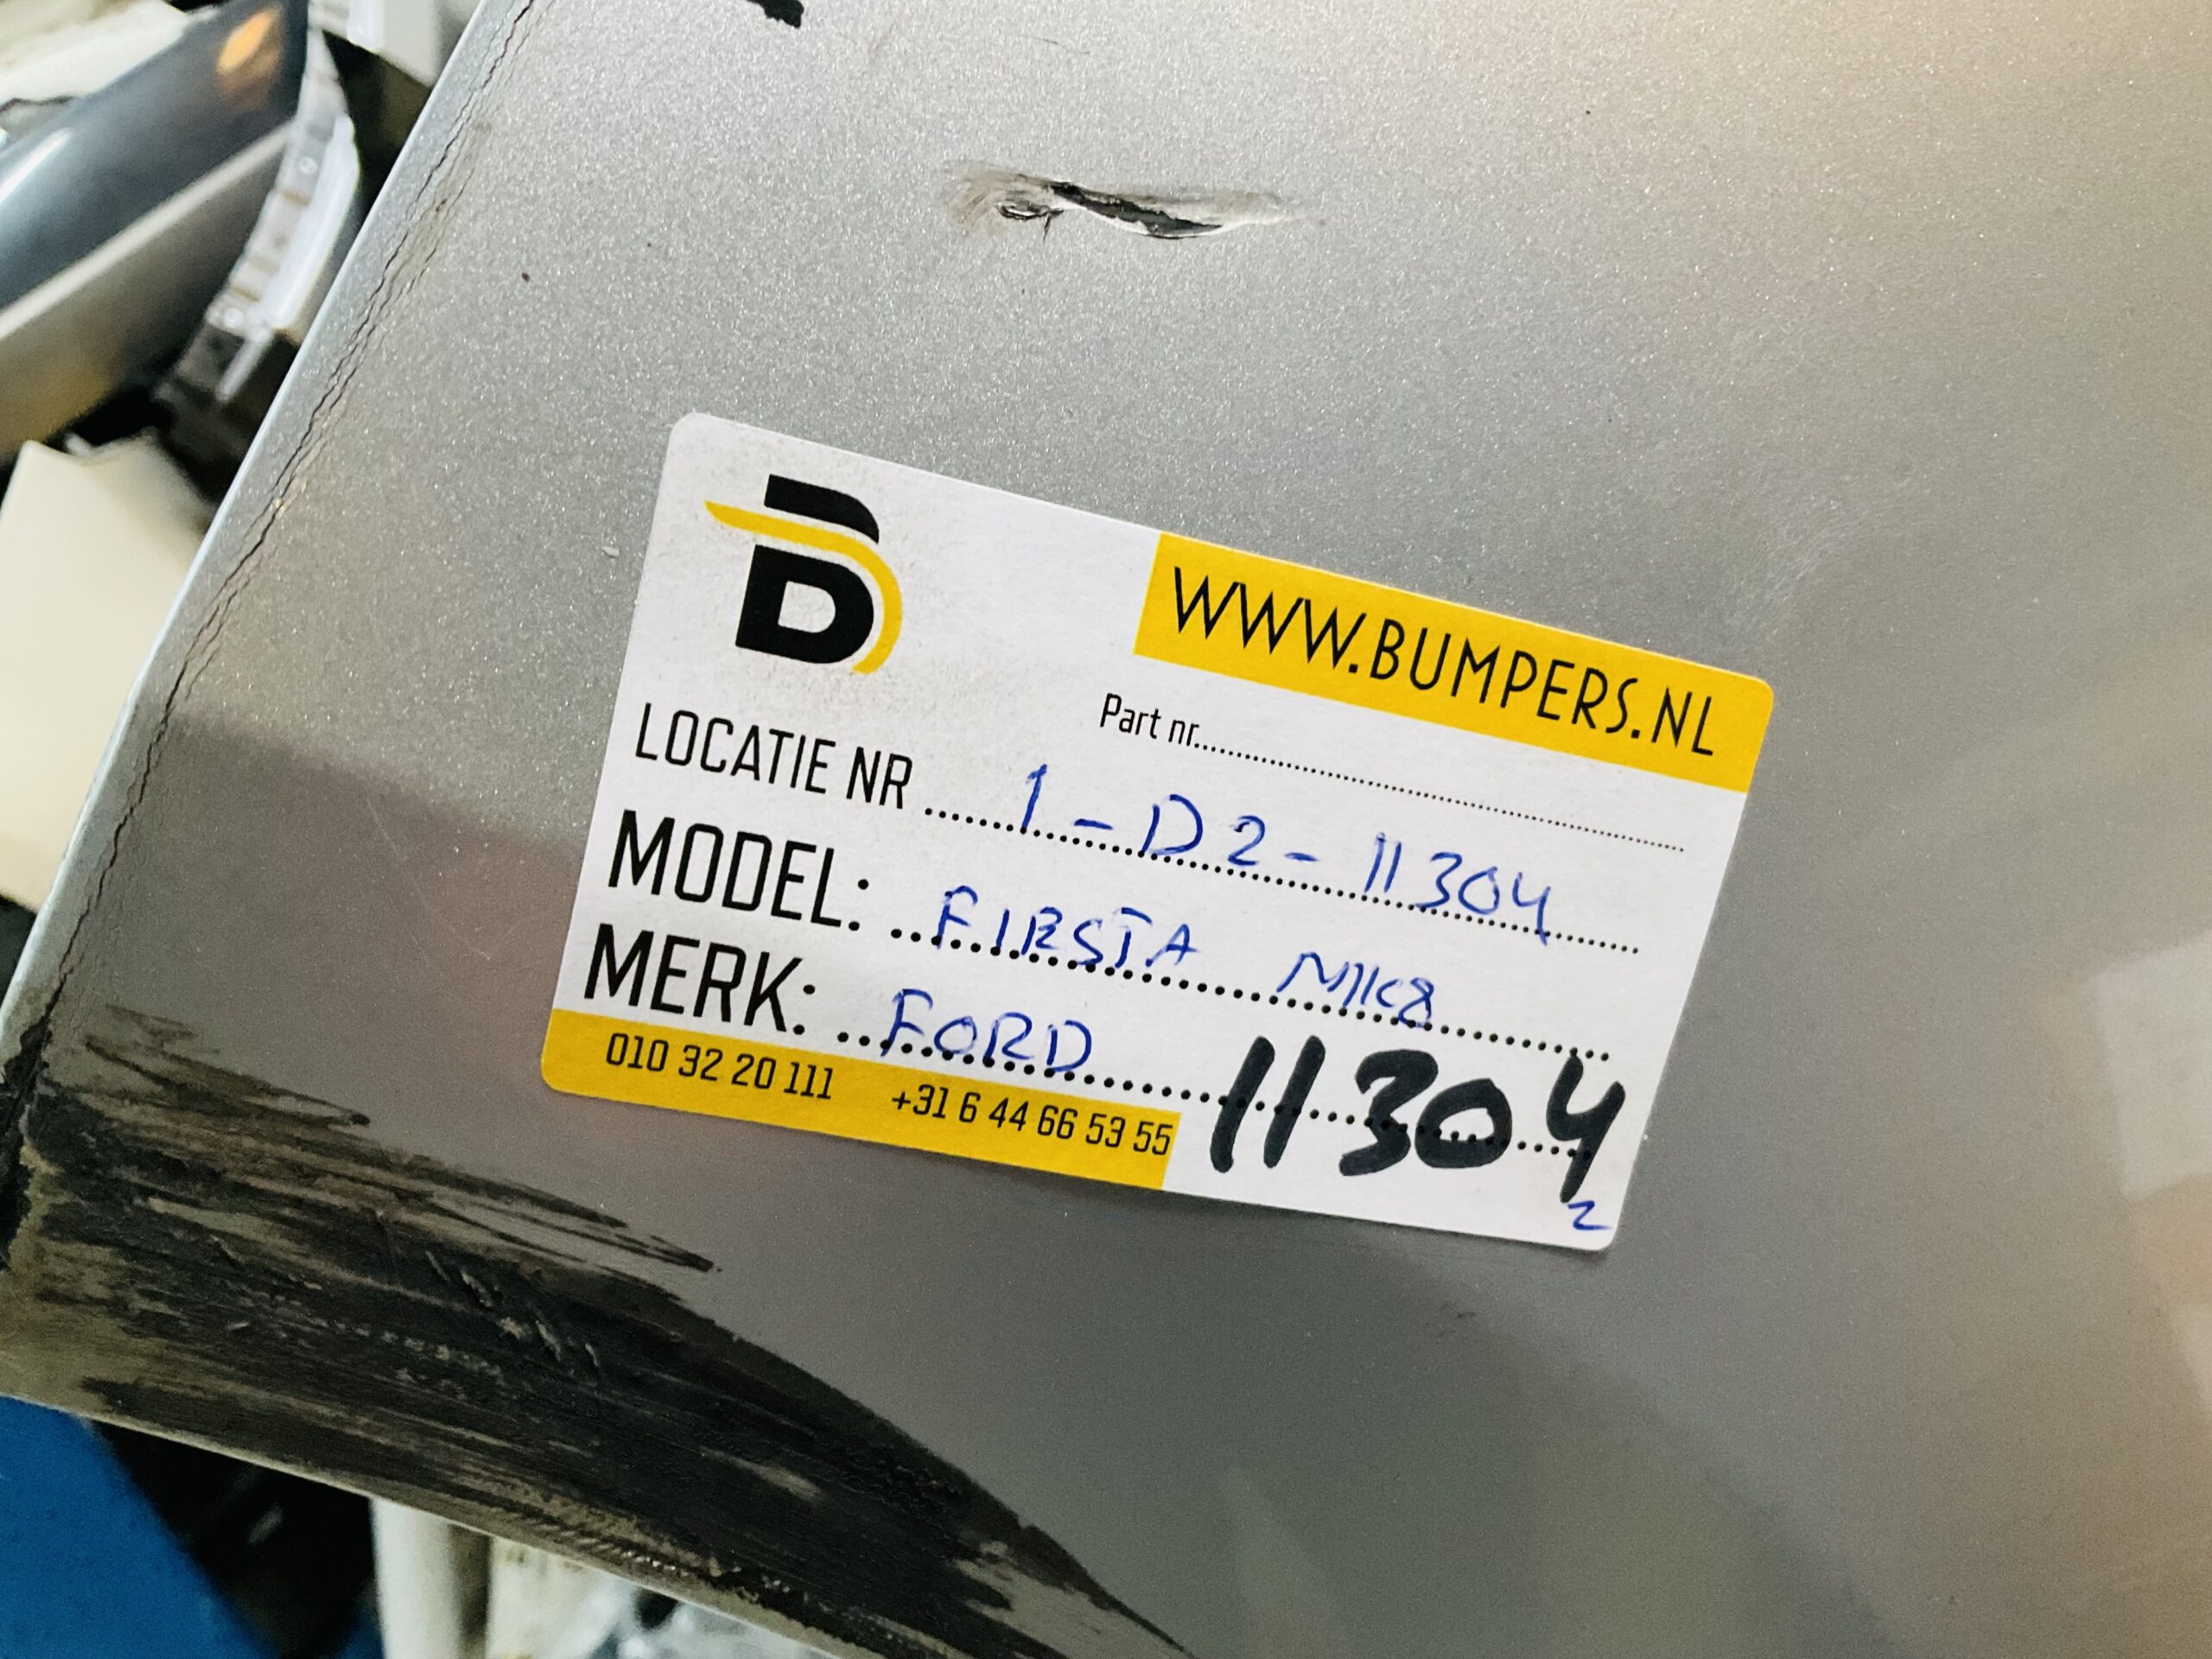 B
WWW.BUMPERS.NL
Part nr..........
LOCATIE NR ..... 1 - D2 - 11304
MODEL: .. FIESTA MK8
MERK: .. FORD
11304
2
010 32 20 111 +31 6 44 66 53 55